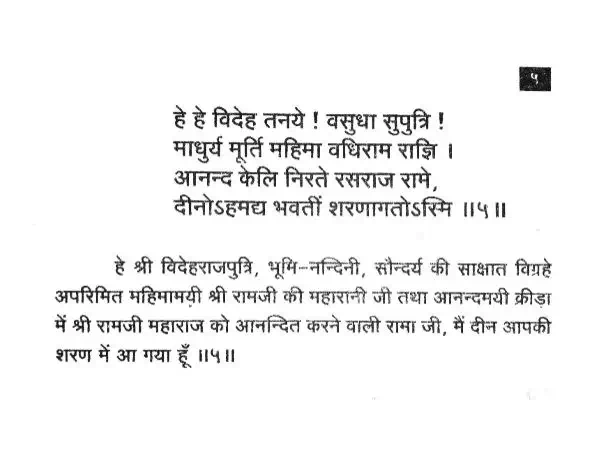 ५
हे हे विदेह तनये ! वसुधा सुपुत्रि !
माधुर्य मूर्ति महिमा वधिराम राज्ञि ।
आनन्द केलि निरते रसराज रामे,
दीनोऽहमद्य भवतीं शरणागतोऽस्मि ॥५॥
हे श्री विदेहराजपुत्रि, भूमि-नन्दिनी, सौन्दर्य की साक्षात विग्रहे
अपरिमित महिमामयी श्री रामजी की महारानी जी तथा आनन्दमयी क्रीड़ा
में श्री रामजी महाराज को आनन्दित करने वाली रामा जी, मैं दीन आपकी
शरण में आ गया हूँ ॥५॥